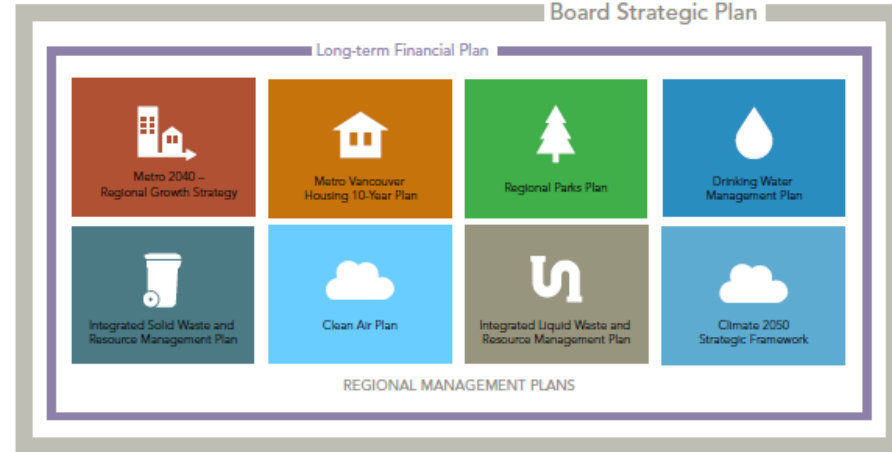 Board Strategic Plan
Long-term Financial Plan
Metro 2040 –
Regional Growth Strategy
Metro Vancouver
Housing 10-Year Plan
Regional Parks Plan
Drinking Water
Management Plan
Integrated Solid Waste and
Resource Management Plan
Clean Air Plan
Integrated Liquid Waste and
Resource Management Plan
Climate 2050
Strategic Framework
REGIONAL MANAGEMENT PLANS